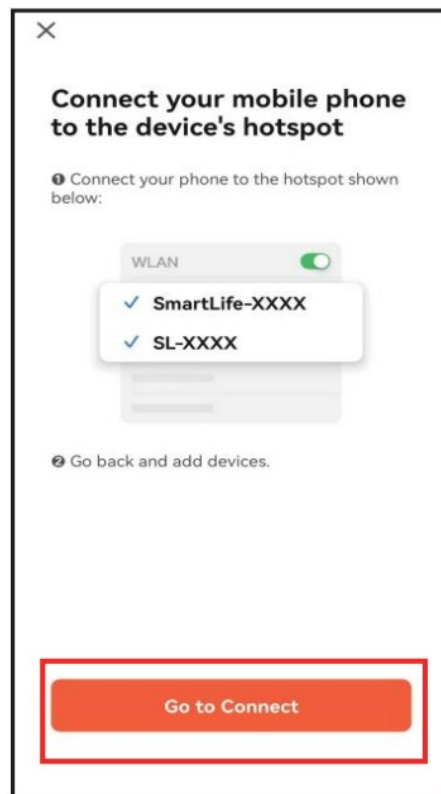 Connect your mobile phone
to the device's hotspot
❶ Connect your phone to the hotspot shown
below:
WLAN
SmartLife-XXXX
SL-XXXX
❷ Go back and add devices.
Go to Connect